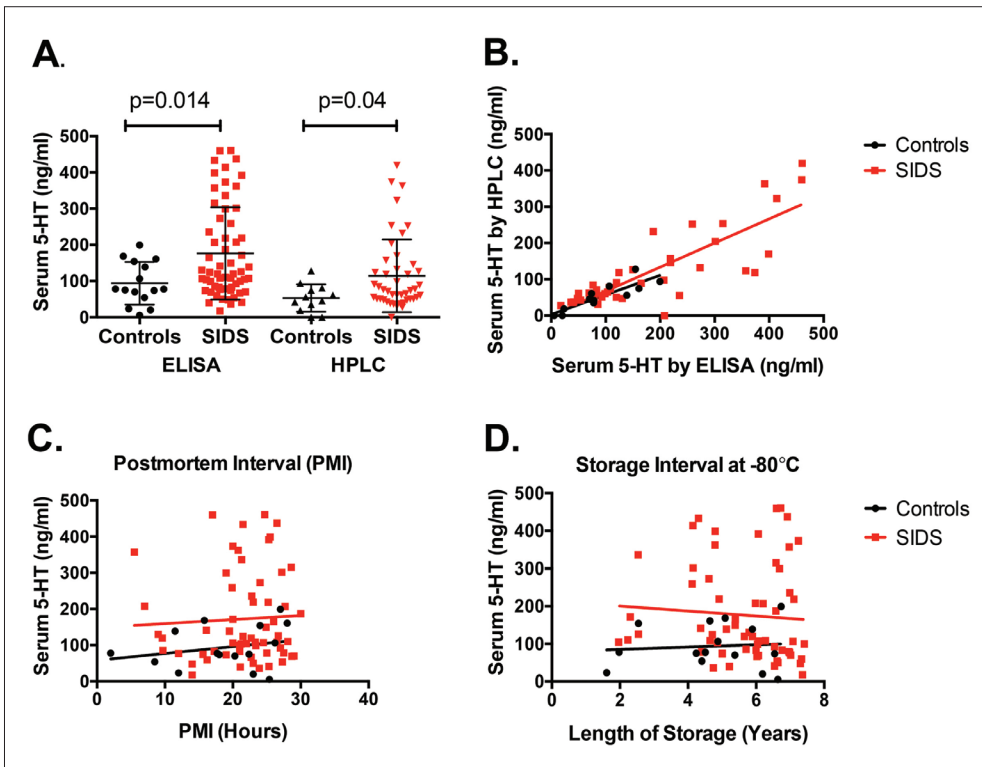 A.
p=0.014
p=0.04
Serum 5-HT (ng/ml)
500
400
300
200
100
0
Controls SIDS Controls SIDS
ELISA HPLC
B.
Serum 5-HT by HPLC (ng/ml)
500
400
300
200
100
0
0 100 200 300 400 500
Serum 5-HT by ELISA (ng/ml)
Controls
SIDS
C.
Postmortem Interval (PMI)
Serum 5-HT (ng/ml)
500
400
300
200
100
0
0 10 20 30 40
PMI (Hours)
D.
Storage Interval at -80°C
Serum 5-HT (ng/ml)
500
400
300
200
100
0
0 2 4 6 8
Length of Storage (Years)
Controls
SIDS